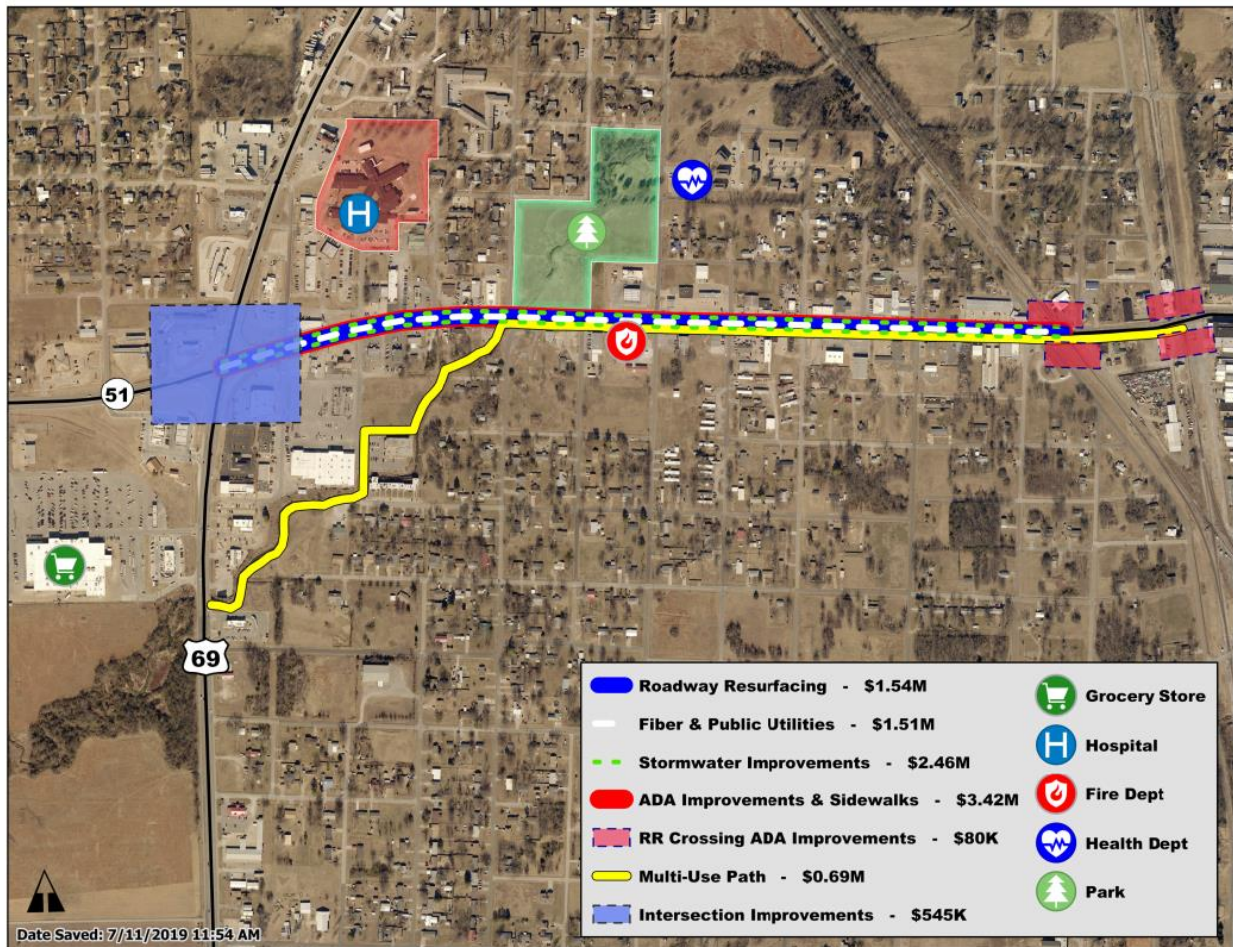 H
51
69
Roadway Resurfacing - $1.54M
Fiber & Public Utilities - $1.51M
Stormwater Improvements - $2.46M
ADA Improvements & Sidewalks - $3.42M
RR Crossing ADA Improvements - $80K
Multi-Use Path - $0.69M
Intersection Improvements - $545K
Grocery Store
H Hospital
Fire Dept
Health Dept
Park
Date Saved: 7/11/2019 11:54 AM